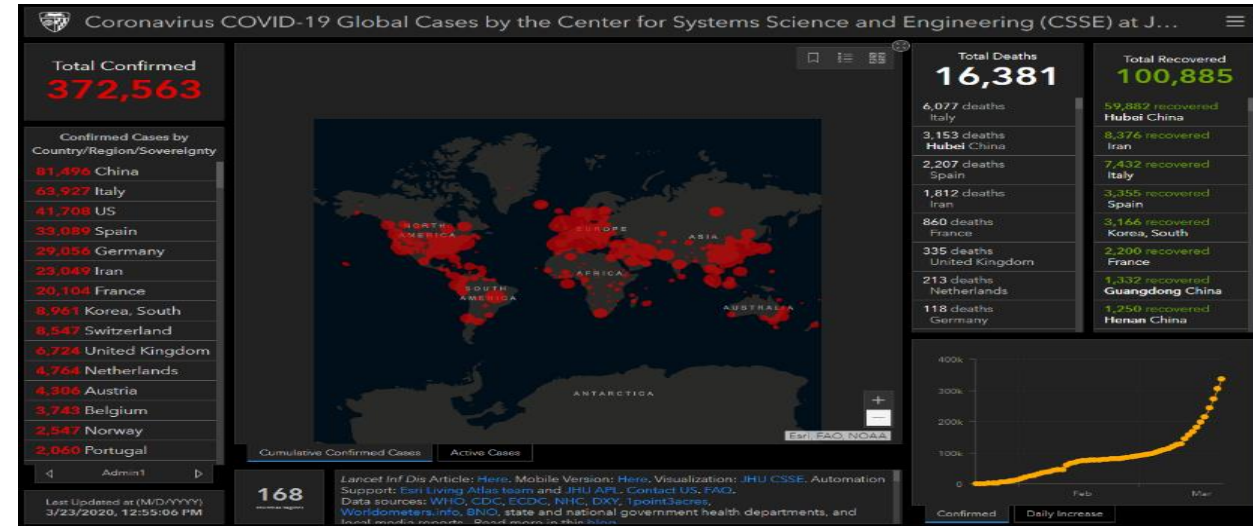 Coronavirus COVID-19 Global Cases by the Center for Systems Science and Engineering (CSSE) at J...
Total Confirmed
372,563
Confirmed Cases by
Country/Region/Sovereignty
81,496 China
63,927 Italy
41,708 US
33,089 Spain
29,056 Germany
23,049 Iran
20,104 France
8,961 Korea, South
8,547 Switzerland
6,724 United Kingdom
4,764 Netherlands
4,306 Austria
3,743 Belgium
2,547 Norway
2,060 Portugal
Admin1
Last Updated at (M/D/YYYY)
3/23/2020, 12:55:06 PM
NORTH
AMERICA
EUROPE
ASIA
AFRICA
SOUTH
AMERICA
AUSTRALIA
ANTARCTICA
+
−
Esri, FAO, NOAA
Cumulative Confirmed Cases
Active Cases
168
Lancet Inf Dis Article: Here. Mobile Version: Here. Visualization: JHU CSSE. Automation
Support: Esri Living Atlas team and JHU APL. Contact US. FAQ.
Data sources: WHO, CDC, ECDC, NHC, DXY, 1point3acres,
Worldometers.info, BNO, state and national government health departments, and
local media reports. Read more in this blog.
Total Deaths
16,381
6,077 deaths
Italy
3,153 deaths
Hubei China
2,207 deaths
Spain
1,812 deaths
Iran
860 deaths
France
335 deaths
United Kingdom
213 deaths
Netherlands
118 deaths
Germany
Total Recovered
100,885
59,882 recovered
Hubei China
8,376 recovered
Iran
7,432 recovered
Italy
3,355 recovered
Spain
3,166 recovered
Korea, South
2,200 recovered
France
1,332 recovered
Guangdong China
1,250 recovered
Henan China
400k
300k
200k
100k
0
Feb
Mar
Confirmed
Daily Increase